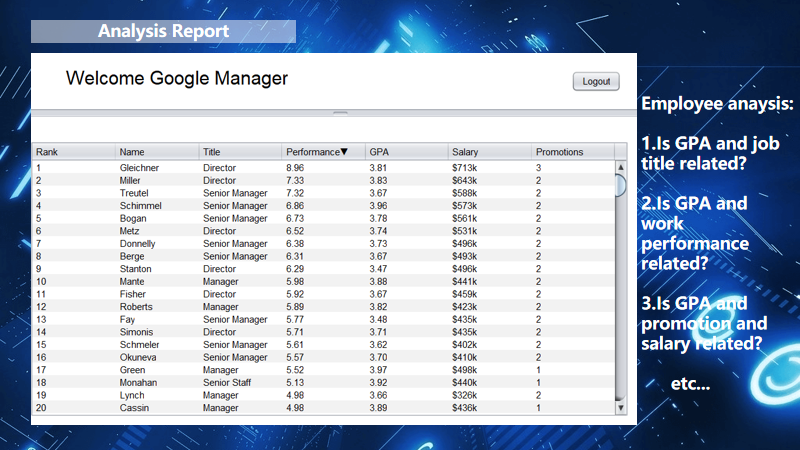 Analysis Report
Welcome Google Manager
Logout
Rank Name Title Performance▼ GPA Salary Promotions
1 Gleichner Director 8.96 3.81 $713k 3
2 Miller Director 7.33 3.83 $643k 2
3 Treutel Senior Manager 7.32 3.67 $588k 2
4 Schimmel Senior Manager 6.86 3.96 $573k 2
5 Bogan Senior Manager 6.73 3.78 $561k 2
6 Metz Director 6.52 3.74 $531k 2
7 Donnelly Senior Manager 6.38 3.73 $496k 2
8 Berge Senior Manager 6.31 3.67 $493k 2
9 Stanton Director 6.29 3.47 $496k 2
10 Mante Manager 5.98 3.88 $441k 2
11 Fisher Director 5.92 3.67 $459k 2
12 Roberts Manager 5.89 3.82 $423k 2
13 Fay Senior Manager 5.77 3.48 $435k 2
14 Simonis Director 5.71 3.71 $435k 2
15 Schmeler Senior Manager 5.61 3.62 $402k 2
16 Okuneva Senior Manager 5.57 3.70 $410k 2
17 Green Manager 5.52 3.97 $498k 1
18 Monahan Senior Staff 5.13 3.92 $440k 1
19 Lynch Manager 4.98 3.66 $326k 2
20 Cassin Manager 4.98 3.89 $436k 1
Employee anaysis:
1.Is GPA and job
title related?
2.Is GPA and
work
performance
related?
3.Is GPA and
promotion and
salary related?
etc...